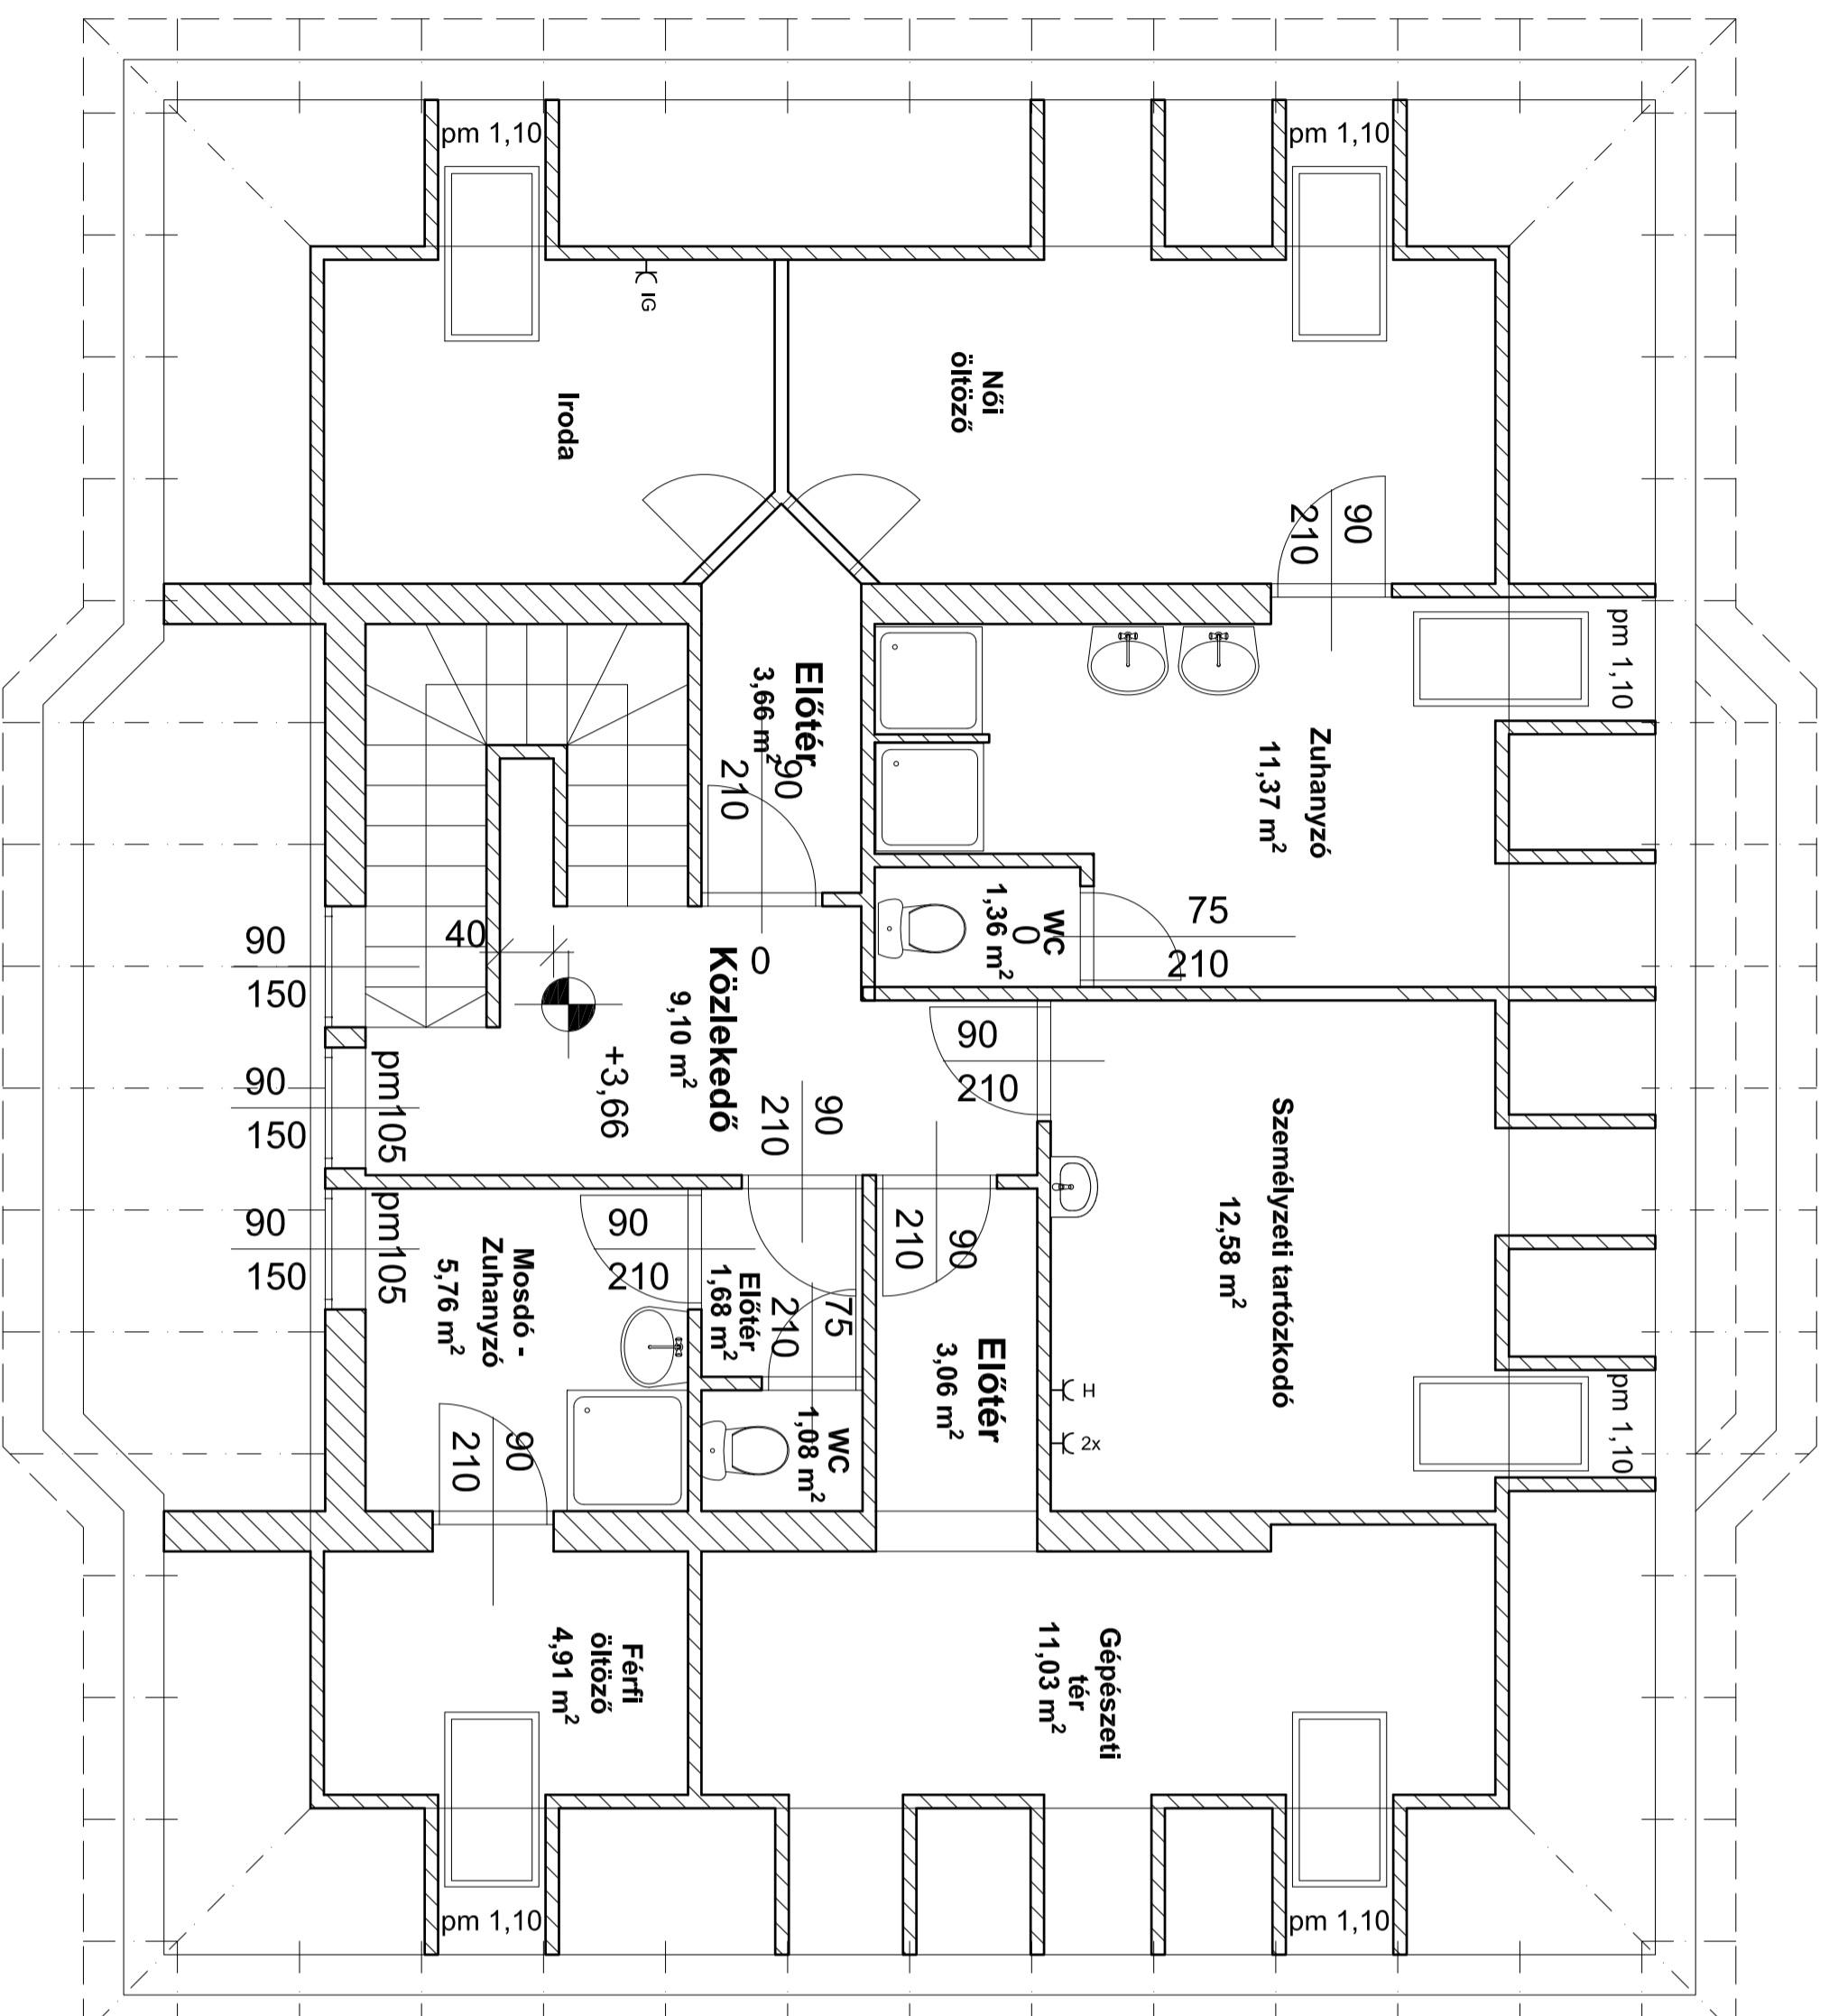 pm 1,10
pm 1,10
IG
Női
öltöző
Iroda
90
210
pm 1,10
Előtér
3,66 m²
90
210
Zuhanyzó
11,37 m²
WC
0
1,36 m²
75
210
40
90
150
0
Közlekedő
9,10 m²
+3,66
90
210
90
150
pm105
90
210
Személyzeti tartózkodó
12,58 m²
90
150
pm105
90
210
Mosdó -
Zuhanyzó
5,76 m²
Előtér
1,68 m²
75
210
90
210
Előtér
3,06 m²
H
2x
pm 1,10
WC
1,08 m²
90
210
Férfi
öltöző
4,91 m²
Gépészeti
tér
11,03 m²
pm 1,10
pm 1,10